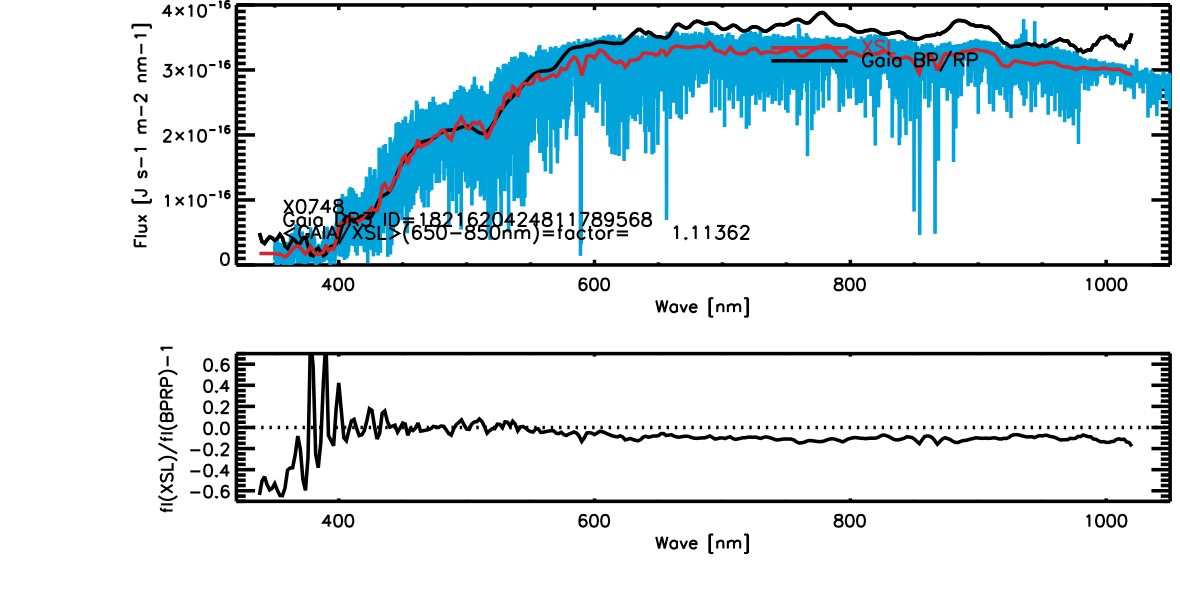 4×10⁻¹⁶
3×10⁻¹⁶
2×10⁻¹⁶
1×10⁻¹⁶
0
Flux [J s-1 m-2 nm-1]
XSL
Gaia BP/RP
X0748
Gaia DR3 ID=1821620424811789568
<GAIA/XSL>(650-850nm)=factor= 1.11362
400 600 800 1000
Wave [nm]
0.6
0.4
0.2
0.0
-0.2
-0.4
-0.6
fl(XSL)/fl(BPRP)-1
400 600 800 1000
Wave [nm]